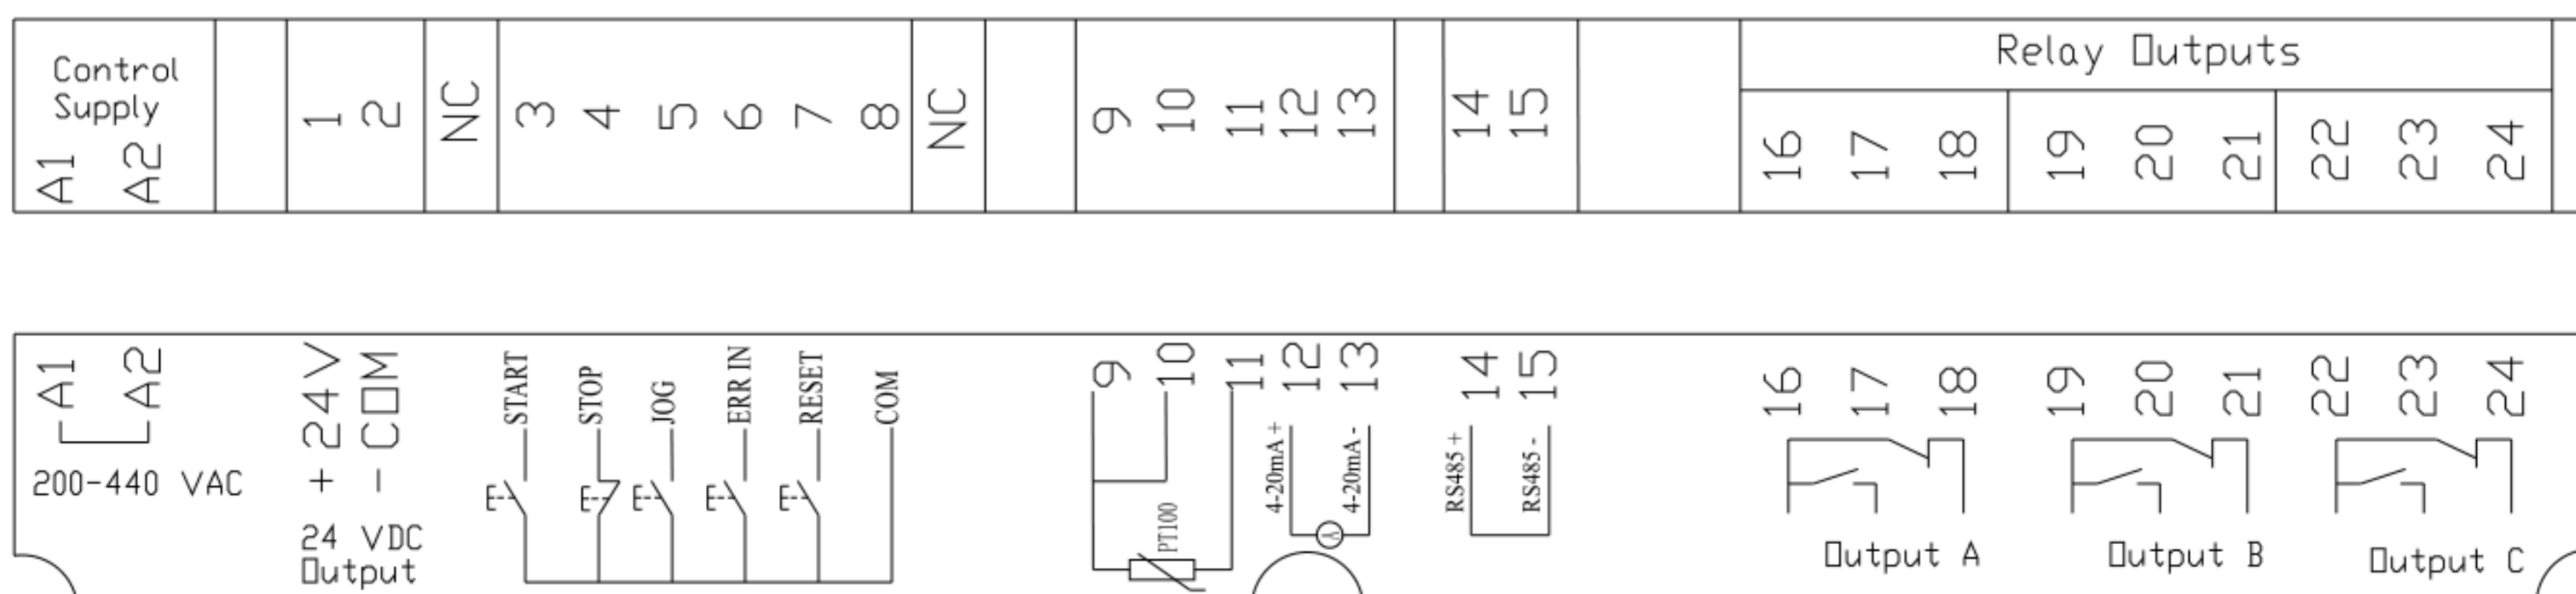 Control
Supply
A1 A2
1 2 NC 3 4 5 6 7 8 NC 9 10 11 12 13 14 15
Relay Outputs
16 17 18 19 20 21 22 23 24
A1 A2
200-440 VAC
+ 24V
- COM
24 VDC
Output
START
STOP
JOG
ERR IN
RESET
COM
9 10 11 12 13
PT100
4-20mA+
A
4-20mA-
14 15
RS485+
RS485-
16 17 18
Output A
19 20 21
Output B
22 23 24
Output C